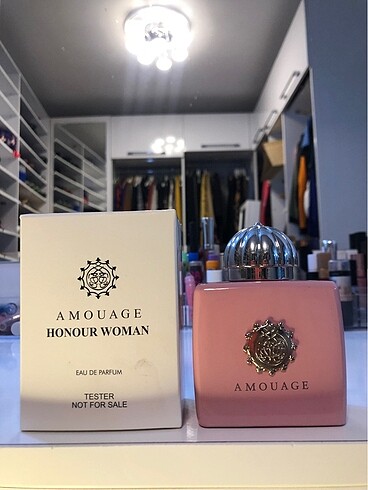 AMOUAGE
HONOUR WOMAN
EAU DE PARFUM
TESTER
NOT FOR SALE
AMOUAGE